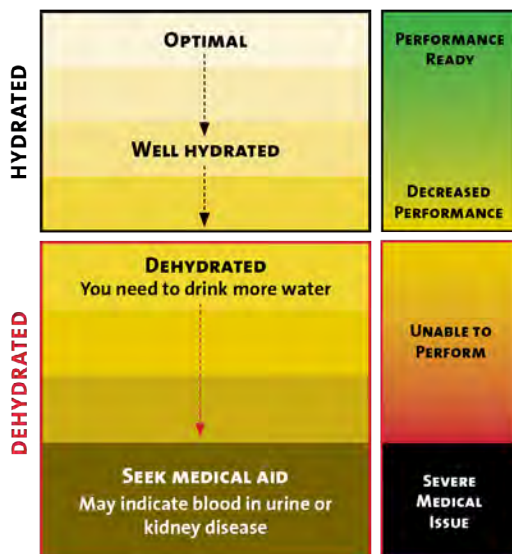 HYDRATED
OPTIMAL
WELL HYDRATED
PERFORMANCE
READY
DECREASED
PERFORMANCE
DEHYDRATED
DEHYDRATED
You need to drink more water
UNABLE TO
PERFORM
SEEK MEDICAL AID
May indicate blood in urine or
kidney disease
SEVERE
MEDICAL
ISSUE